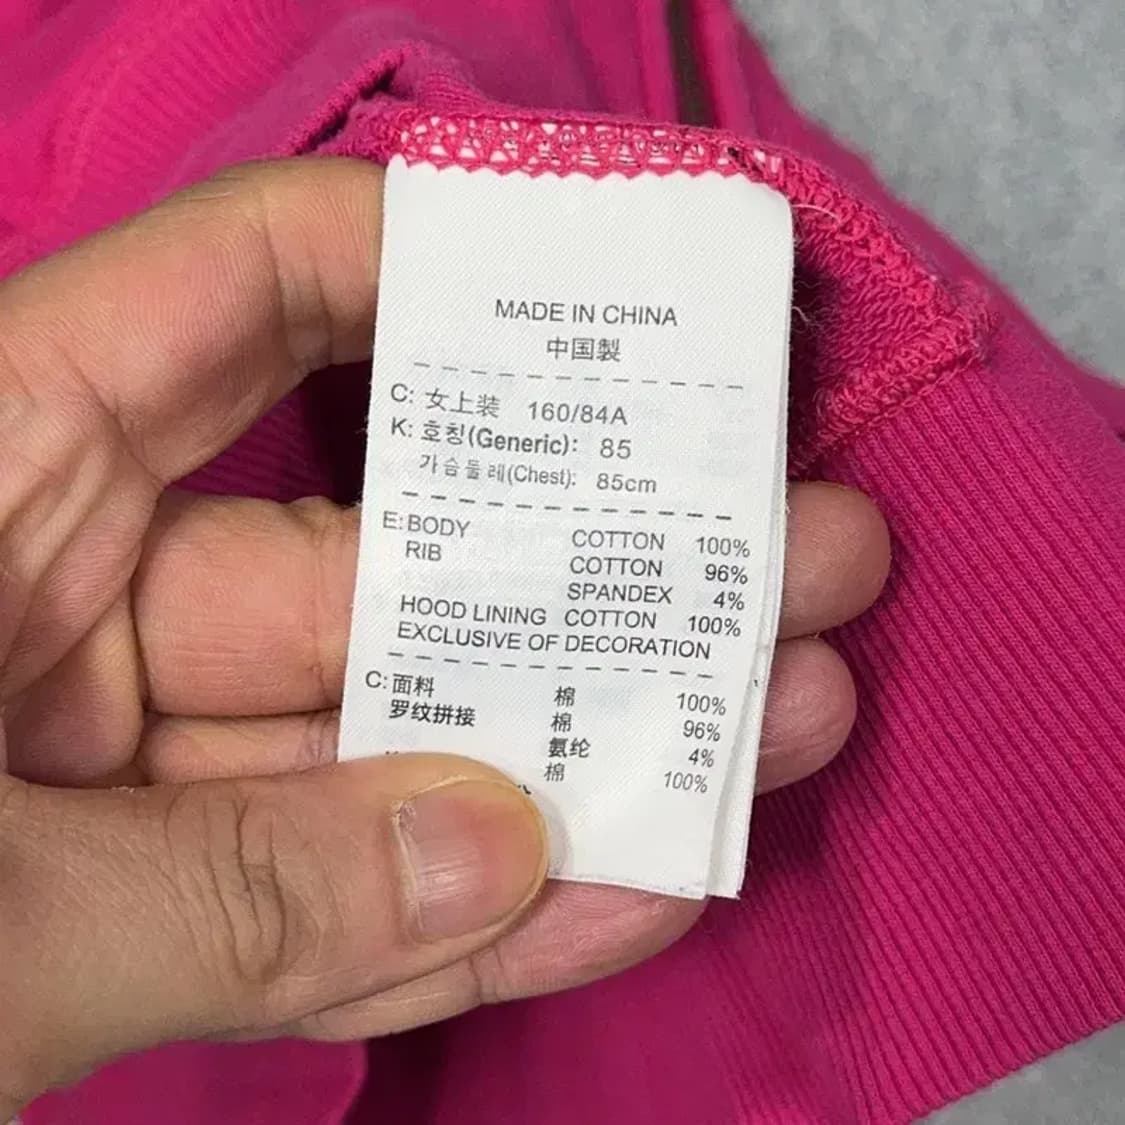 MADE IN CHINA
中国製
C: 女上装 160/84A
K: 호칭(Generic): 85
가슴둘레(Chest): 85cm
E: BODY COTTON 100%
RIB COTTON 96%
SPANDEX 4%
HOOD LINING COTTON 100%
EXCLUSIVE OF DECORATION
C: 面料 棉 100%
罗纹拼接 棉 96%
氨纶 4%
棉 100%